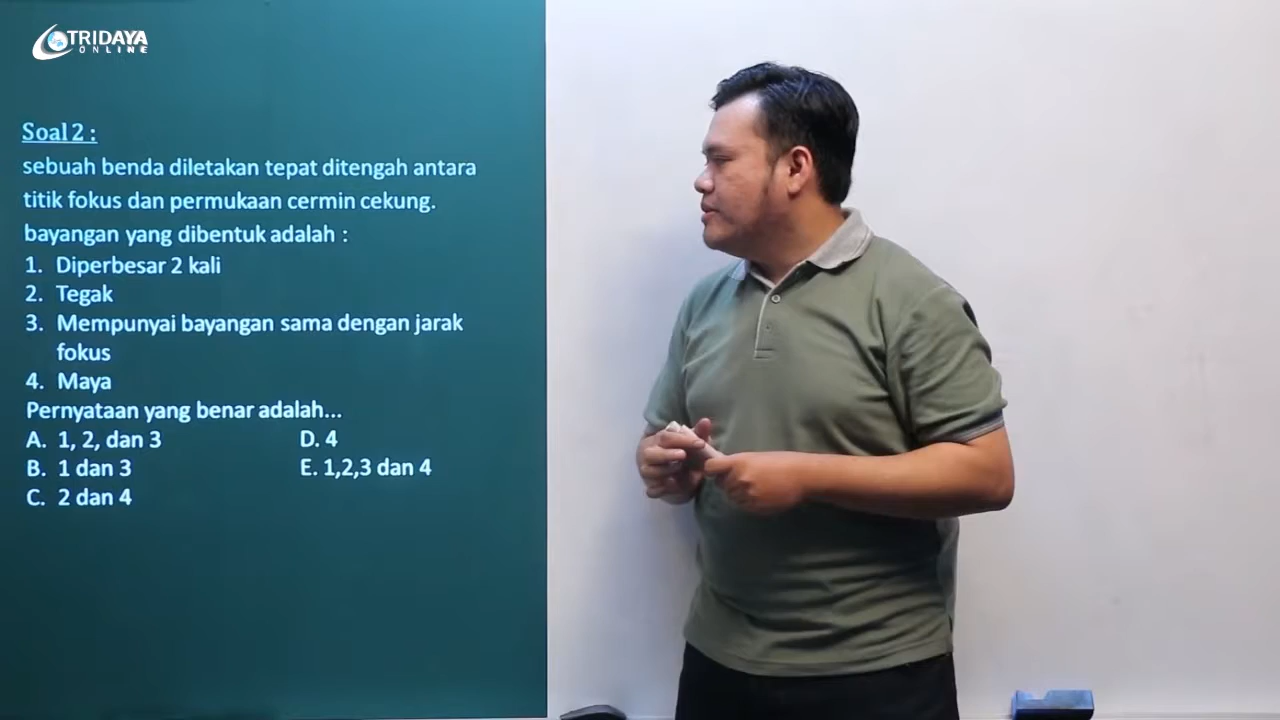 TRIDAYA
ONLINE
Soal 2 :
sebuah benda diletakan tepat ditengah antara
titik fokus dan permukaan cermin cekung.
bayangan yang dibentuk adalah :
1. Diperbesar 2 kali
2. Tegak
3. Mempunyai bayangan sama dengan jarak
fokus
4. Maya
Pernyataan yang benar adalah...
A. 1, 2, dan 3 D. 4
B. 1 dan 3 E. 1,2,3 dan 4
C. 2 dan 4